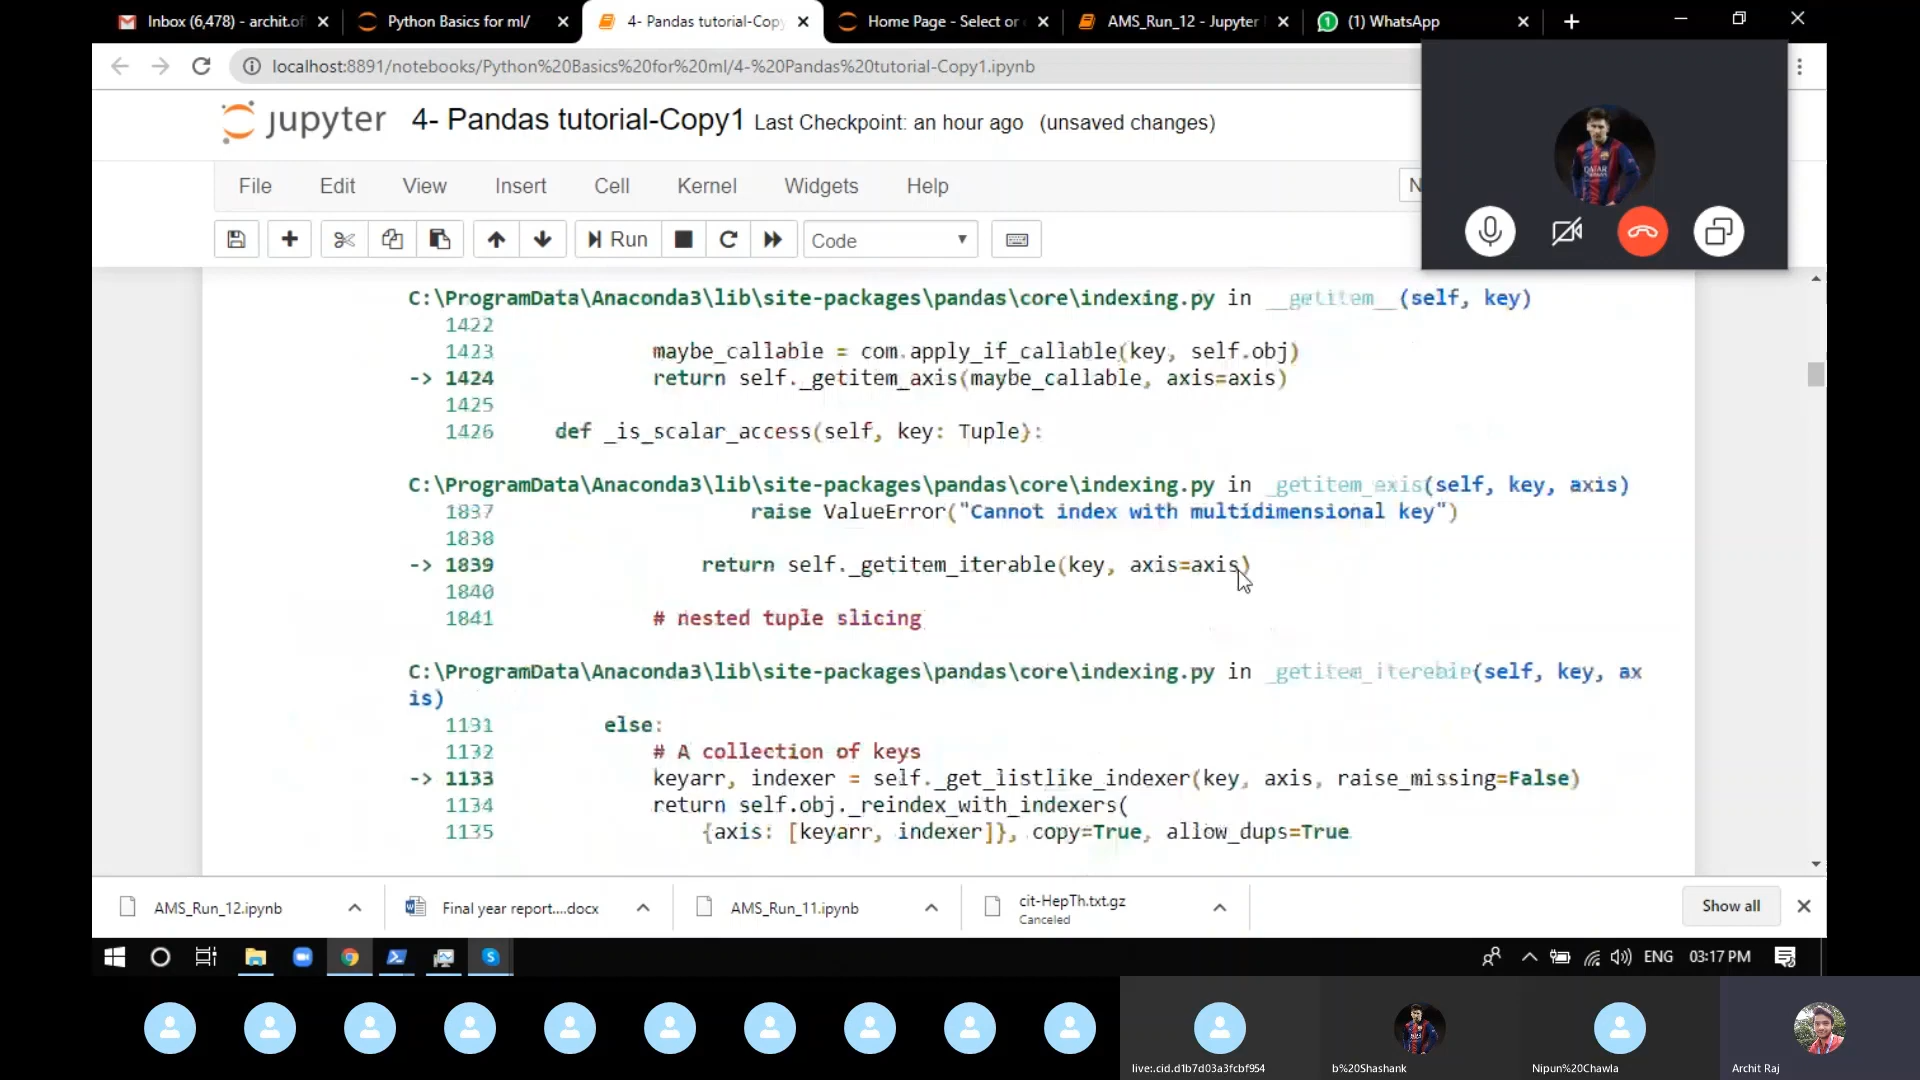 Inbox (6,478) - archit.of
Python Basics for ml/
4- Pandas tutorial-Copy
Home Page - Select or
AMS_Run_12 - Jupyter
(1) WhatsApp
localhost:8891/notebooks/Python%20Basics%20for%20ml/4-%20Pandas%20tutorial-Copy1.ipynb
jupyter 4- Pandas tutorial-Copy1 Last Checkpoint: an hour ago (unsaved changes)
File Edit View Insert Cell Kernel Widgets Help N
Run Code
C:\ProgramData\Anaconda3\lib\site-packages\pandas\core\indexing.py in __getitem__(self, key)
1422
1423 maybe_callable = com.apply_if_callable(key, self.obj)
-> 1424 return self._getitem_axis(maybe_callable, axis=axis)
1425
1426 def _is_scalar_access(self, key: Tuple):
C:\ProgramData\Anaconda3\lib\site-packages\pandas\core\indexing.py in _getitem_axis(self, key, axis)
1837 raise ValueError("Cannot index with multidimensional key")
1838
-> 1839 return self._getitem_iterable(key, axis=axis)
1840
1841 # nested tuple slicing
C:\ProgramData\Anaconda3\lib\site-packages\pandas\core\indexing.py in _getitem_iterable(self, key, ax
is)
1131 else:
1132 # A collection of keys
-> 1133 keyarr, indexer = self._get_listlike_indexer(key, axis, raise_missing=False)
1134 return self.obj._reindex_with_indexers(
1135 {axis: [keyarr, indexer]}, copy=True, allow_dups=True
AMS_Run_12.ipynb
Final year report....docx
AMS_Run_11.ipynb
cit-HepTh.txt.gz
Canceled
Show all
ENG 03:17 PM
live:.cid.d1b7d03a3fcbf954
b%20Shashank
Nipun%20Chawla
Archit Raj